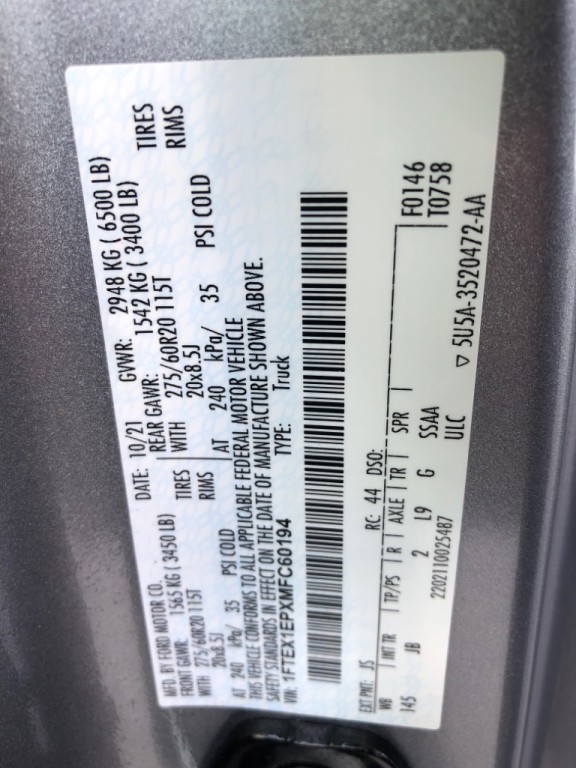 MFD. BY FORD MOTOR CO.
DATE: 10/21 GVWR: 2948 KG ( 6500 LB)
FRONT GAWR: 1565 KG ( 3450 LB) REAR GAWR: 1542 KG ( 3400 LB)
WITH 275/60R20 115T TIRES WITH 275/60R20 115T TIRES
20x8.5J RIMS 20x8.5J RIMS
AT 240 kPa/ 35 PSI COLD AT 240 kPa/ 35 PSI COLD
THIS VEHICLE CONFORMS TO ALL APPLICABLE FEDERAL MOTOR VEHICLE
SAFETY STANDARDS IN EFFECT ON THE DATE OF MANUFACTURE SHOWN ABOVE.
VIN: 1FTEX1EPXMFC60194 TYPE: Truck
F0146
T0758
EXT PNT: JS RC: 44 DSO:
WB INT TR TP/PS R AXLE TR SPR
145 JB 2 L9 G SSAA
2202110025487 ULC
▽ 5U5A-3520472-AA